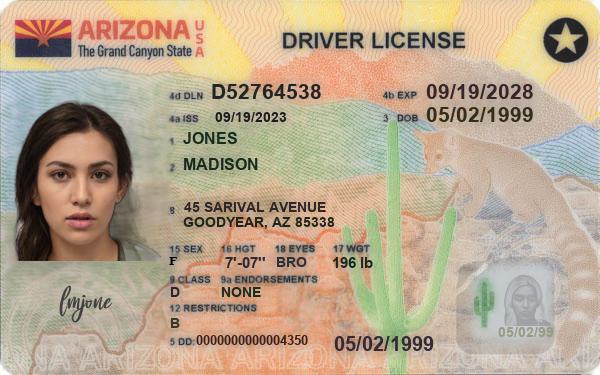 ARIZONA USA
The Grand Canyon State
DRIVER LICENSE
4d DLN D52764538
4b EXP 09/19/2028
4a ISS 09/19/2023
3 DOB 05/02/1999
1 JONES
2 MADISON
8 45 SARIVAL AVENUE
GOODYEAR, AZ 85338
15 SEX 16 HGT 18 EYES 17 WGT
F 7'-07" BRO 196 lb
9 CLASS 9a ENDORSEMENTS
D NONE
12 RESTRICTIONS
B
5 DD: 0000000000004350
05/02/1999
05/02/99
lmjone
ONA ARIZONA ARIZONA ARIZONA ARIZONA